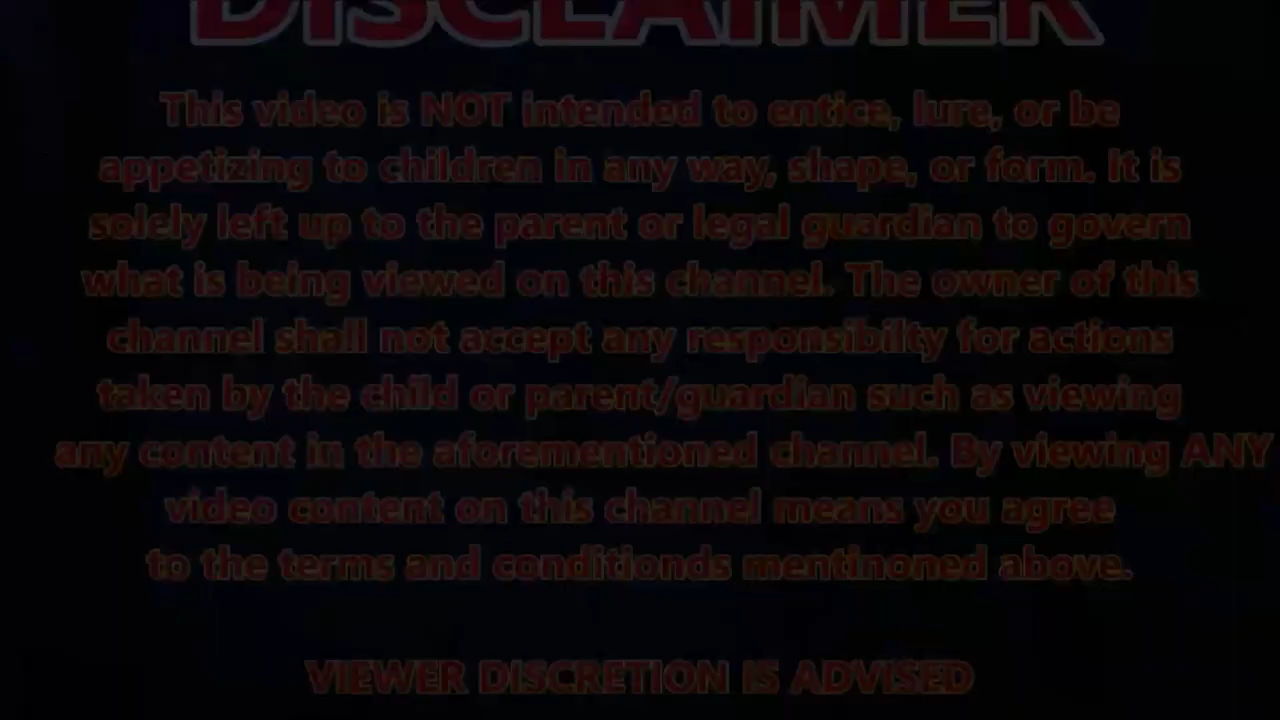 DISCLAIMER
This video is NOT intended to entice, lure, or be
appetizing to children in any way, shape, or form. It is
solely left up to the parent or legal guardian to govern
what is being viewed on this channel. The owner of this
channel shall not accept any responsibilty for actions
taken by the child or parent/guardian such as viewing
any content in the aforementioned channel. By viewing ANY
video content on this channel means you agree
to the terms and conditionds mentinoned above.
VIEWER DISCRETION IS ADVISED